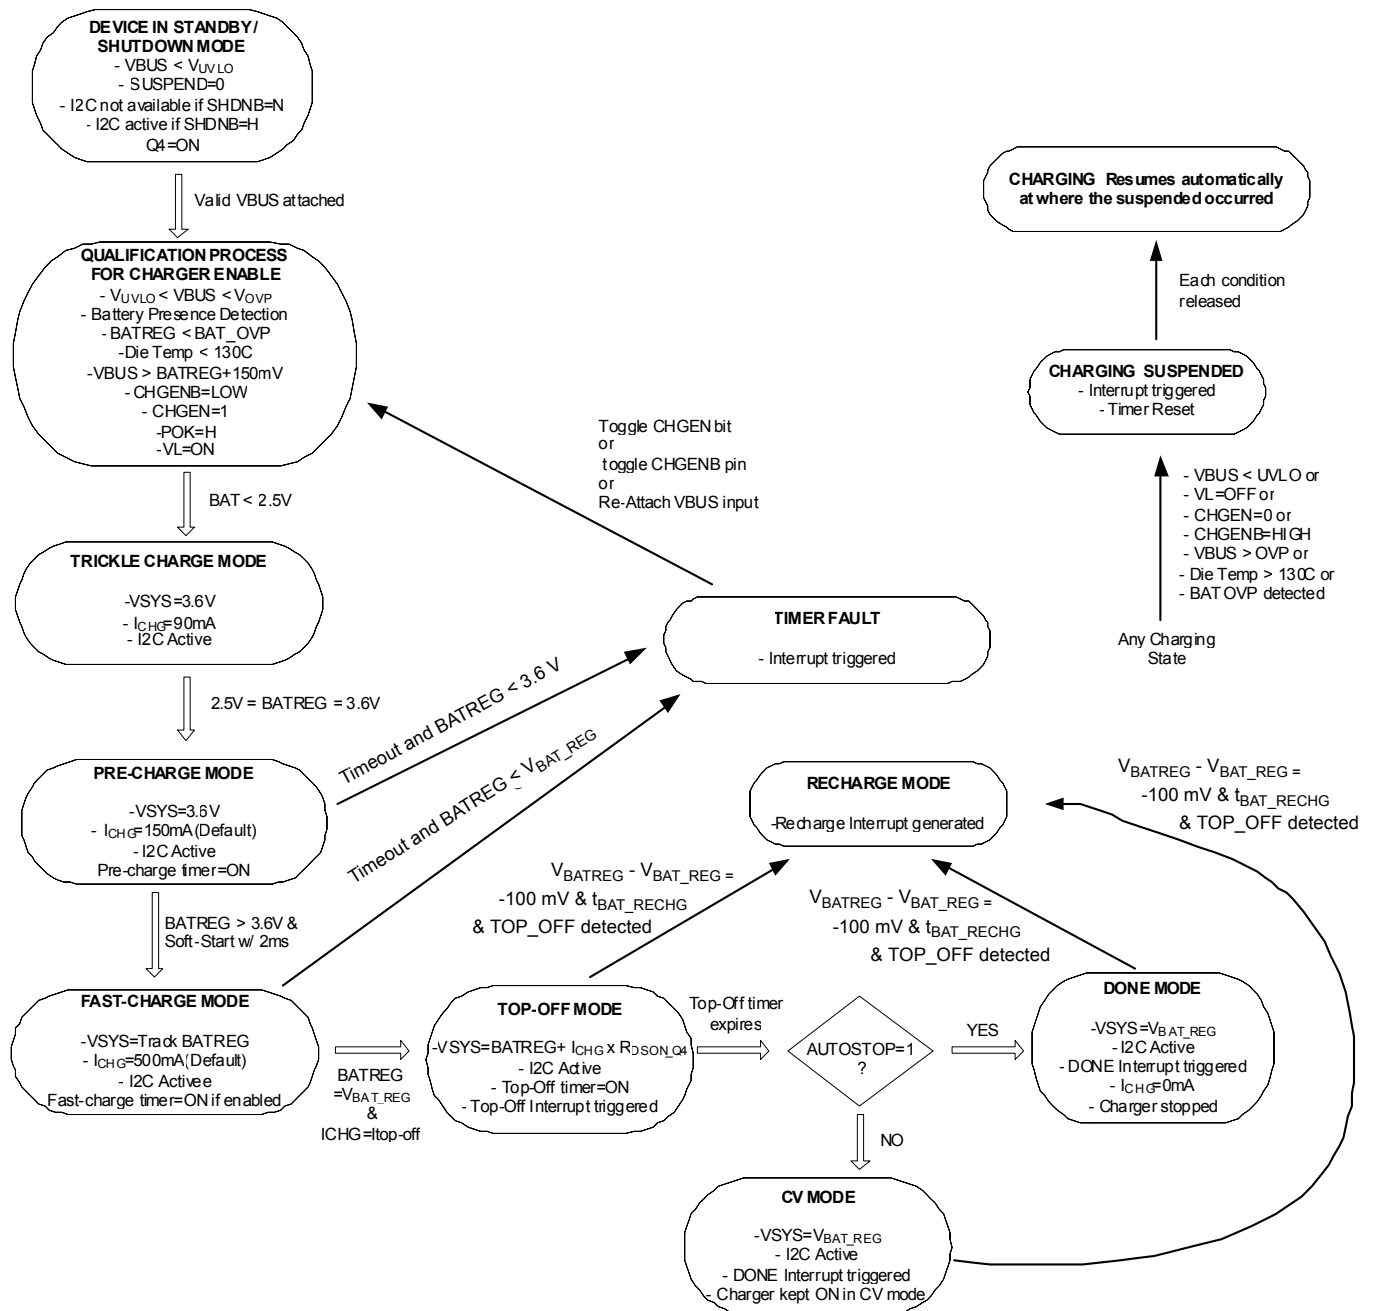 DEVICE IN STANDBY/
SHUTDOWN MODE
- VBUS < VUVLO
- SUSPEND=0
- I2C not available if SHDNB=N
- I2C active if SHDNB=H
Q4=ON
Valid VBUS attached
QUALIFICATION PROCESS
FOR CHARGER ENABLE
- VUVLO < VBUS < VOVP
- Battery Presence Detection
- BATREG < BAT_OVP
-Die Temp < 130C
-VBUS > BATREG+150mV
- CHGENB=LOW
- CHGEN=1
-POK=H
-VL=ON
BAT < 2.5V
TRICKLE CHARGE MODE
-VSYS=3.6V
- ICHG=90mA
- I2C Active
2.5V = BATREG = 3.6V
PRE-CHARGE MODE
-VSYS=3.6V
- ICHG=150mA(Default)
- I2C Active
Pre-charge timer=ON
BATREG > 3.6V &
Soft-Start w/ 2ms
FAST-CHARGE MODE
-VSYS=Track BATREG
- ICHG=500mA(Default)
- I2C Activee
Fast-charge timer=ON if enabled
BATREG
=VBAT_REG
&
ICHG=Itop-off
TOP-OFF MODE
-VSYS=BATREG+ ICHG x RDSON_Q4
- I2C Active
- Top-Off timer=ON
- Top-Off Interrupt triggered
Top-Off timer
expires
AUTOSTOP=1
?
YES
NO
DONE MODE
-VSYS=VBAT_REG
- I2C Active
- DONE Interrupt triggered
- ICHG=0mA
- Charger stopped
CV MODE
-VSYS=VBAT_REG
- I2C Active
- DONE Interrupt triggered
- Charger kept ON in CV mode
Timeout and BATREG < 3.6 V
Timeout and BATREG < VBAT_REG
TIMER FAULT
- Interrupt triggered
Toggle CHGEN bit
or
toggle CHGENB pin
or
Re-Attach VBUS input
RECHARGE MODE
-Recharge Interrupt generated
VBATREG - VBAT_REG =
-100 mV & tBAT_RECHG
& TOP_OFF detected
VBATREG - VBAT_REG =
-100 mV & tBAT_RECHG
& TOP_OFF detected
VBATREG - VBAT_REG =
-100 mV & tBAT_RECHG
& TOP_OFF detected
CHARGING Resumes automatically
at where the suspended occurred
Each condition
released
CHARGING SUSPENDED
- Interrupt triggered
- Timer Reset
- VBUS < UVLO or
- VL=OFF or
- CHGEN=0 or
- CHGENB=HIGH
- VBUS > OVP or
- Die Temp > 130C or
- BAT OVP detected
Any Charging
State